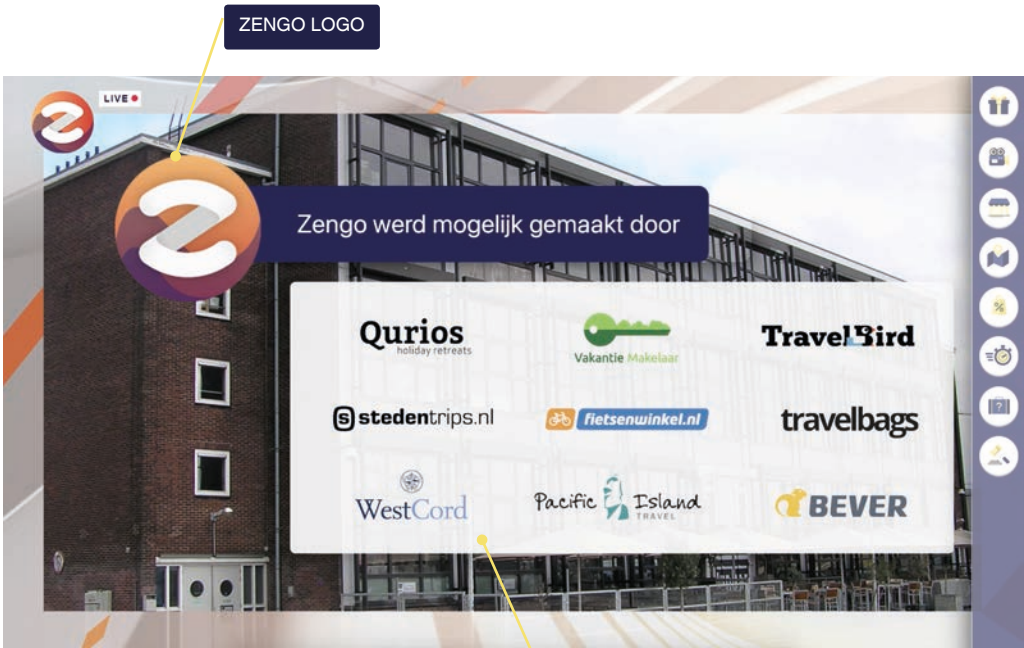 ZENGO LOGO
LIVE
Zengo werd mogelijk gemaakt door
Qurios
holiday retreats
Vakantie Makelaar
TravelBird
S stedentrips.nl
fietsenwinkel.nl
travelbags
WestCord
Pacific Island
TRAVEL
BEVER
%
?